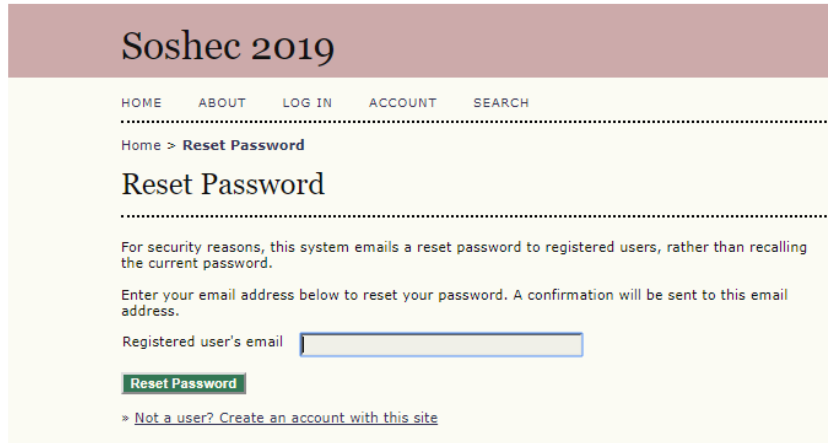 Soshec 2019
HOME ABOUT LOG IN ACCOUNT SEARCH
Home > Reset Password
Reset Password
For security reasons, this system emails a reset password to registered users, rather than recalling
the current password.
Enter your email address below to reset your password. A confirmation will be sent to this email
address.
Registered user's email
Reset Password
» Not a user? Create an account with this site